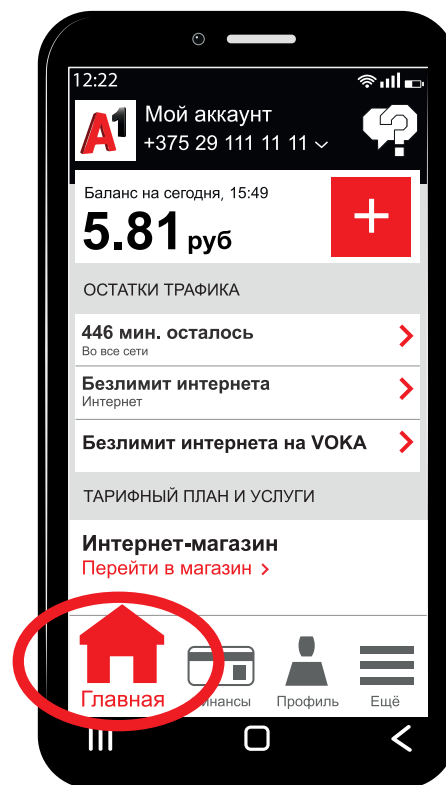 12:22
A1
Мой аккаунт
+375 29 111 11 11
Баланс на сегодня, 15:49
5.81 руб
ОСТАТКИ ТРАФИКА
446 мин. осталось
Во все сети
Безлимит интернета
Интернет
Безлимит интернета на VOKA
ТАРИФНЫЙ ПЛАН И УСЛУГИ
Интернет-магазин
Перейти в магазин >
Главная Финансы Профиль Ещё